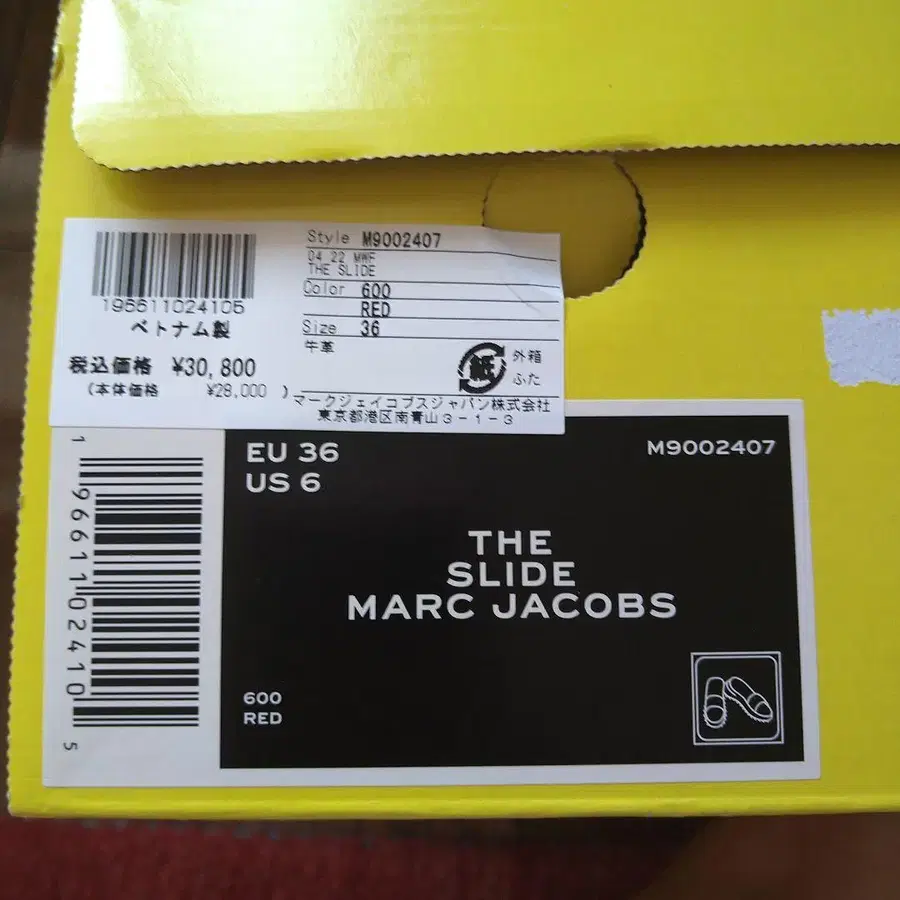 196611024105
ベトナム製
税込価格 ¥30,800
(本体価格 ¥28,000 )
Style M9002407
04 22 MWF
THE SLIDE
Color 600
RED
Size 36
牛革
紙
外箱
ふた
マークジェイコブスジャパン株式会社
東京都港区南青山3-1-3
1 96611 02410 5
EU 36
US 6
M9002407
THE
SLIDE
MARC JACOBS
600
RED